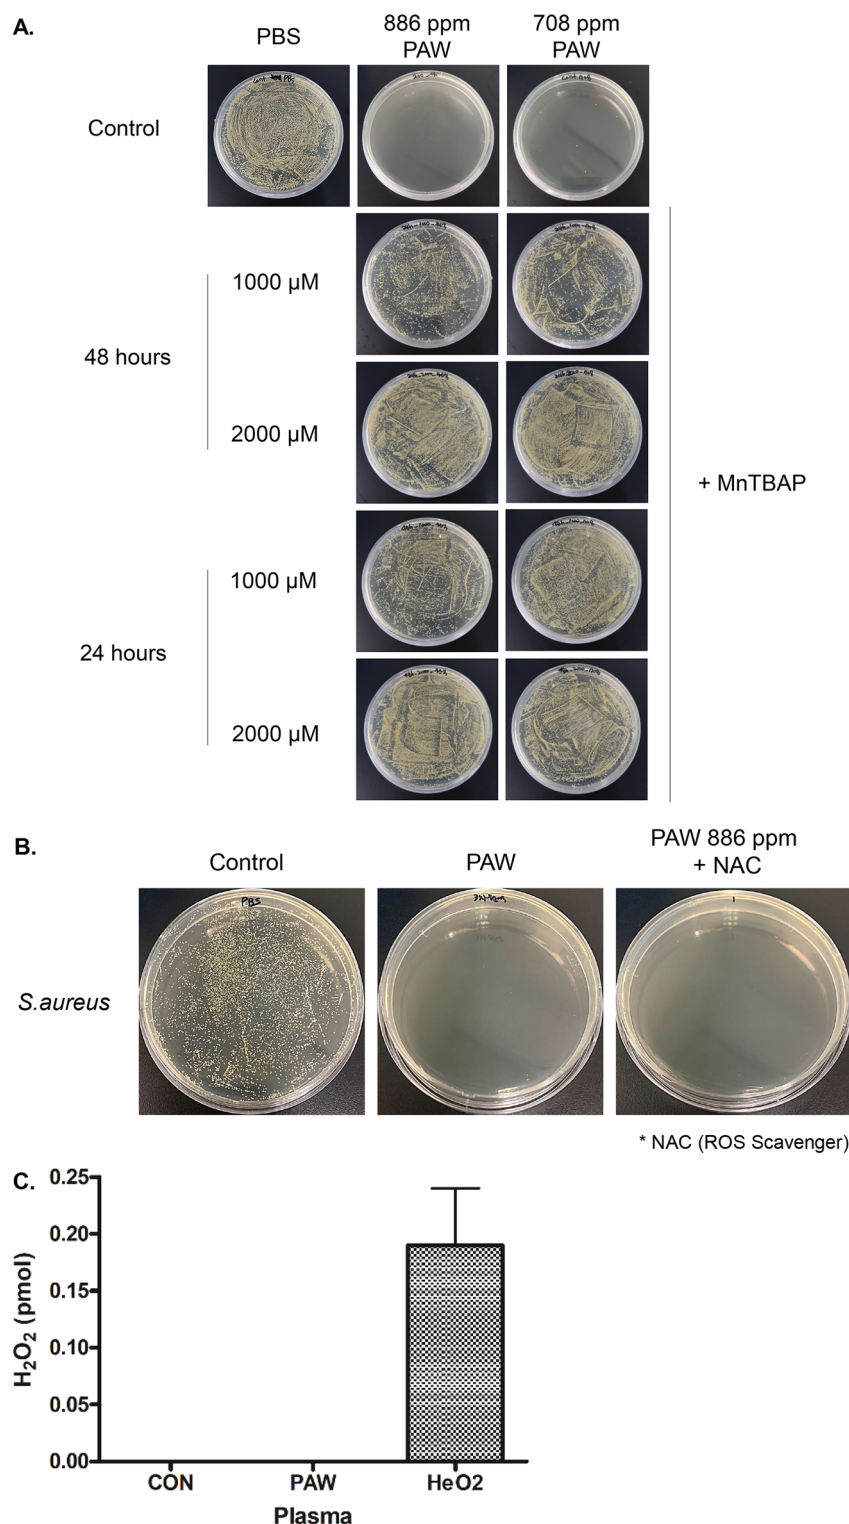 A.
PBS
886 ppm
PAW
708 ppm
PAW
Control
48 hours
1000 µM
2000 µM
24 hours
1000 µM
2000 µM
+ MnTBAP
B.
Control
PAW
PAW 886 ppm
+ NAC
PBS
S.aureus
* NAC (ROS Scavenger)
C.
H₂O₂ (pmol)
0.25
0.20
0.15
0.10
0.05
0.00
CON
PAW
HeO2
Plasma